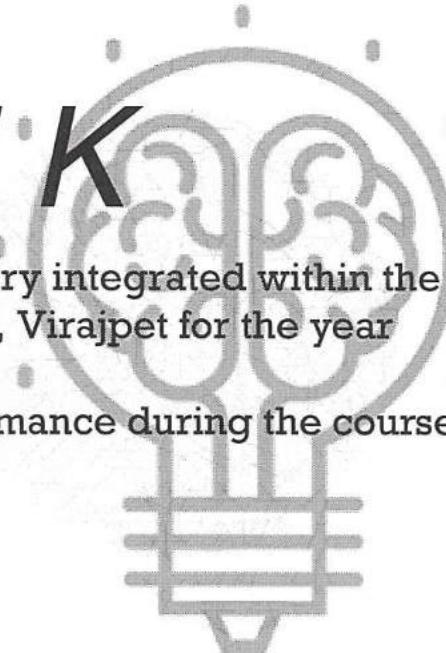 K
ry integrated within the
, Virajpet for the year
mance during the course